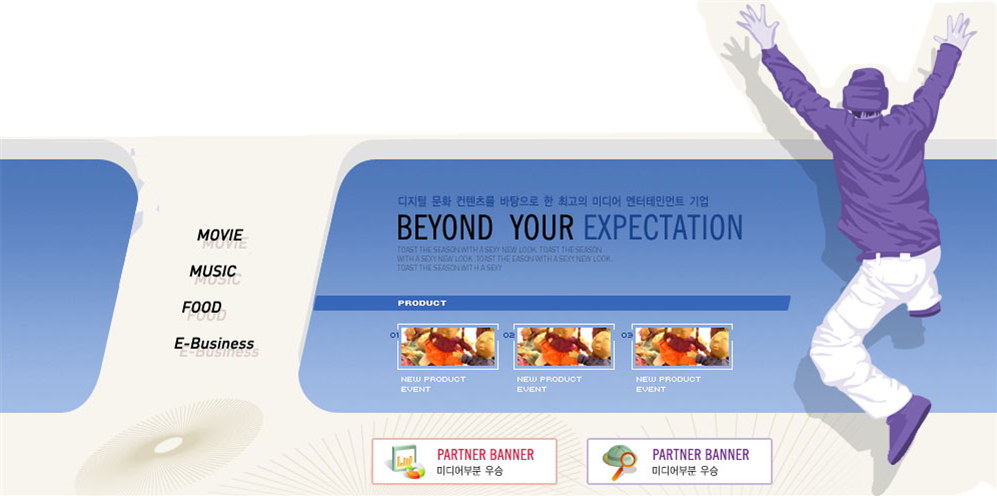 디지털 문화 컨텐츠를 바탕으로 한 최고의 미디어 엔터테인먼트 기업
BEYOND YOUR EXPECTATION
TOAST THE SEASON WITH A SEXY NEW LOOK. TOAST THE SEASON
WITH A SEXY NEW LOOK. TOAST THE EASON WITH A SEXY NEW LOOK.
TOAST THE SEASON WITH A SEXY
MOVIE
MUSIC
FOOD
E-Business
PRODUCT
01
02
03
NEW PRODUCT
EVENT
NEW PRODUCT
EVENT
NEW PRODUCT
EVENT
PARTNER BANNER
미디어부분 우승
PARTNER BANNER
미디어부분 우승